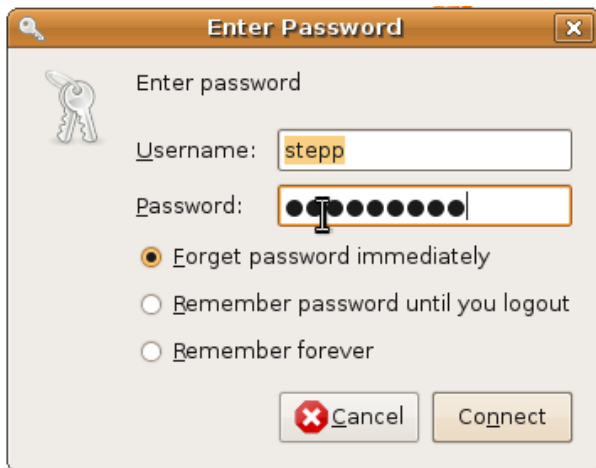 Enter Password
Enter password
Username: stepp
Password: ●●●●●●●●●
Forget password immediately
Remember password until you logout
Remember forever
Cancel Connect